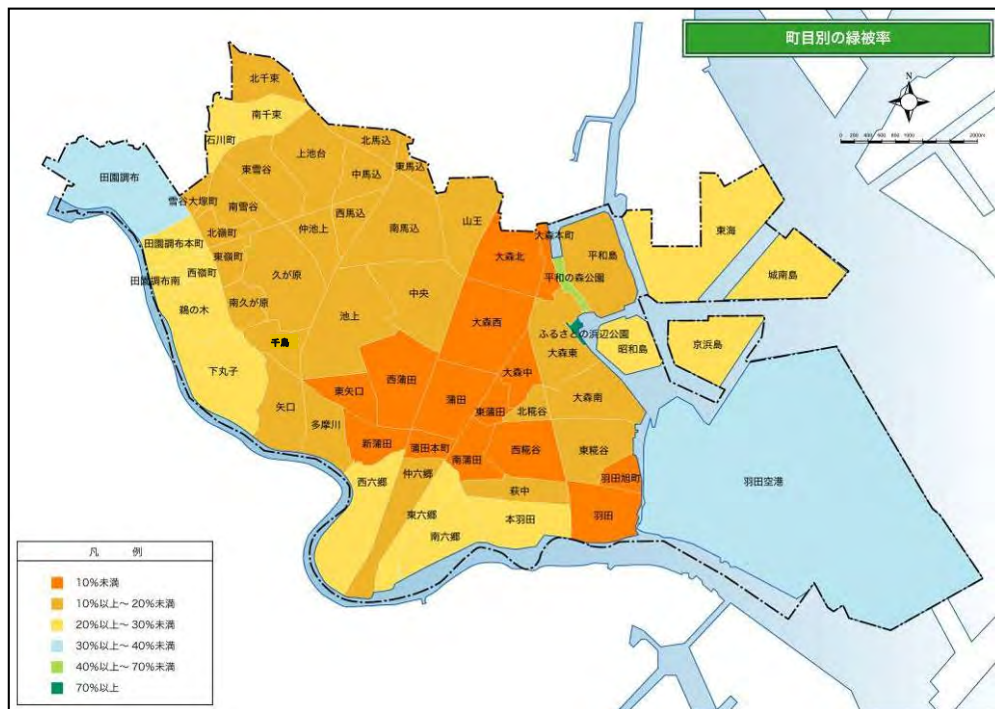 町目別の緑被率
N
0 200 400 600 800 1000 2000m
北千束
南千束
石川町
上池台
北馬込
東馬込
中馬込
東雪谷
田園調布
雪谷大塚町
南雪谷
西馬込
仲池上
南馬込
山王
北嶺町
大森本町
平和島
東海
田園調布本町
東嶺町
大森北
城南島
西嶺町
久が原
平和の森公園
田園調布南
鵜の木
南久が原
中央
池上
大森西
ふるさとの浜辺公園
千鳥
昭和島
京浜島
大森東
下丸子
西蒲田
大森中
東矢口
蒲田
矢口
東蒲田
北糀谷
大森南
多摩川
新蒲田
蒲田本町
南蒲田
西糀谷
東糀谷
西六郷
仲六郷
羽田旭町
羽田空港
萩中
東六郷
本羽田
羽田
南六郷
凡 例
10%未満
10%以上〜20%未満
20%以上〜30%未満
30%以上〜40%未満
40%以上〜70%未満
70%以上